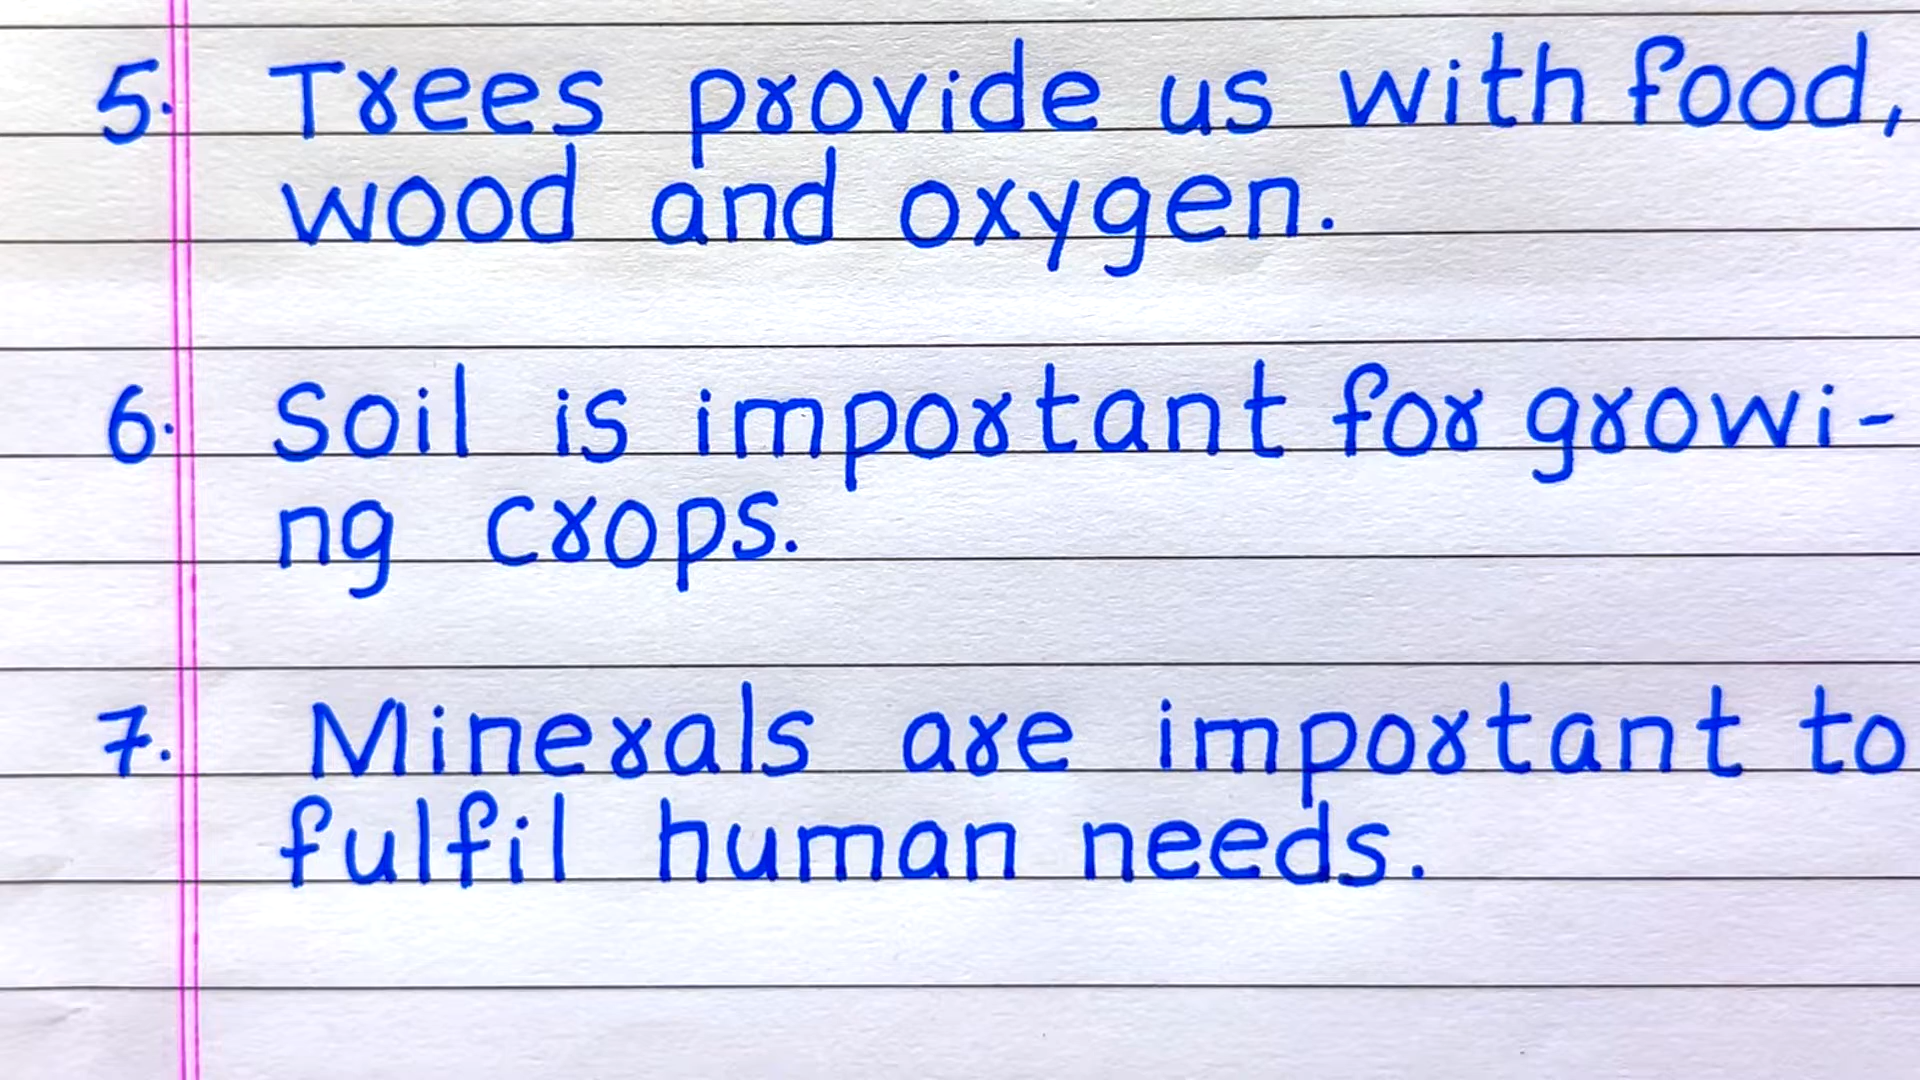 5. Trees provide us with food,
wood and oxygen.
6. Soil is important for growi-
ng crops.
7. Minerals are important to
fulfil human needs.